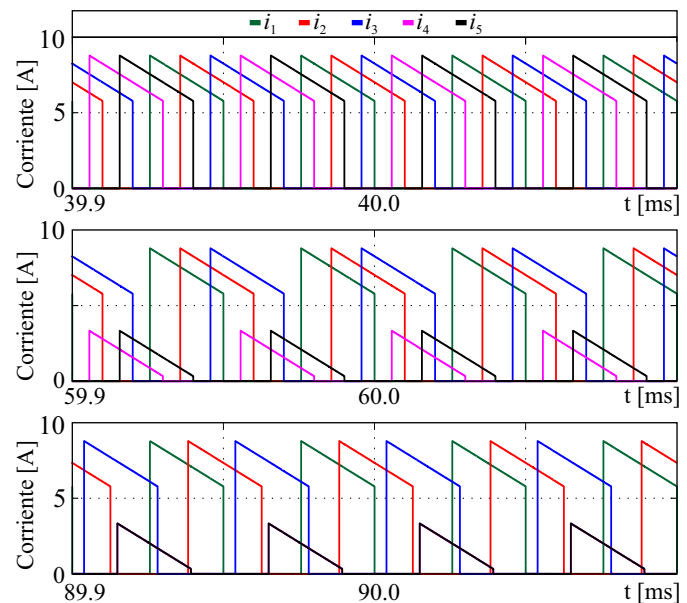 i1 i2 i3 i4 i5
Corriente [A]
10
5
0
39.9 40.0 t [ms]
Corriente [A]
10
5
0
59.9 60.0 t [ms]
Corriente [A]
10
5
0
89.9 90.0 t [ms]